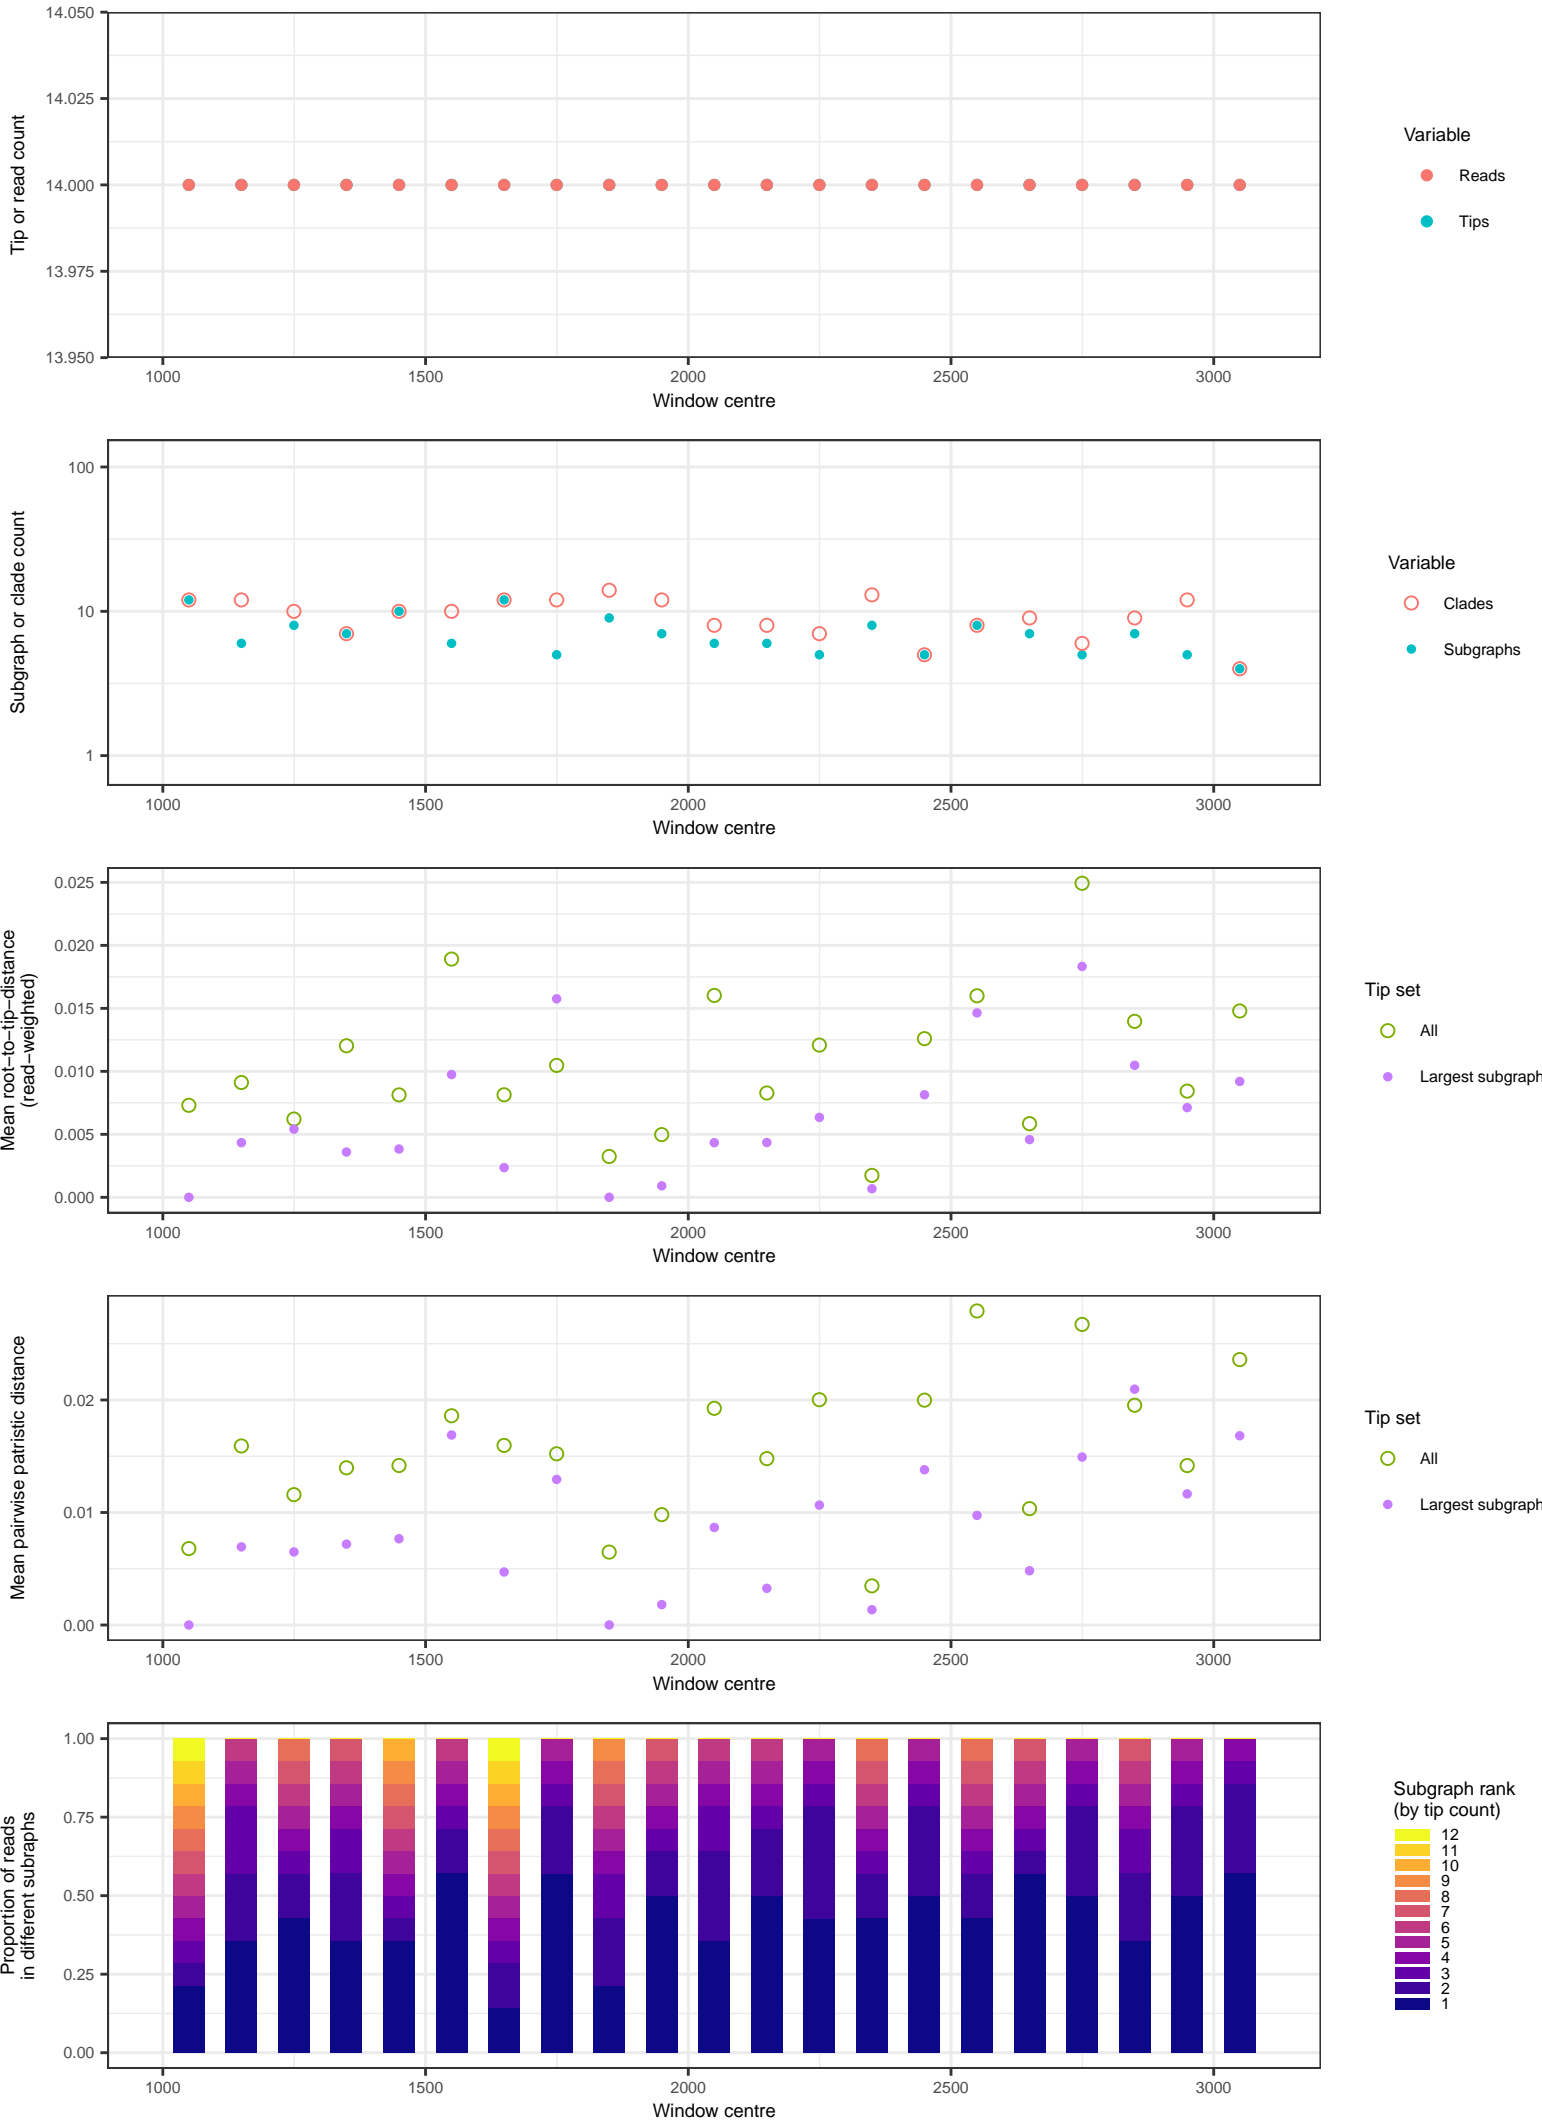 14.050
14.025
14.000
13.975
13.950
Tip or read count
1000 1500 2000 2500 3000
Window centre
Variable
Reads
Tips
100
10
1
Subgraph or clade count
1000 1500 2000 2500 3000
Window centre
Variable
Clades
Subgraphs
0.025
0.020
0.015
0.010
0.005
0.000
Mean root−to−tip−distance
(read−weighted)
1000 1500 2000 2500 3000
Window centre
Tip set
All
Largest subgraph
0.02
0.01
0.00
Mean pairwise patristic distance
1000 1500 2000 2500 3000
Window centre
Tip set
All
Largest subgraph
1.00
0.75
0.50
0.25
0.00
Proportion of reads
in different subraphs
1000 1500 2000 2500 3000
Window centre
Subgraph rank
(by tip count)
12
11
10
9
8
7
6
5
4
3
2
1